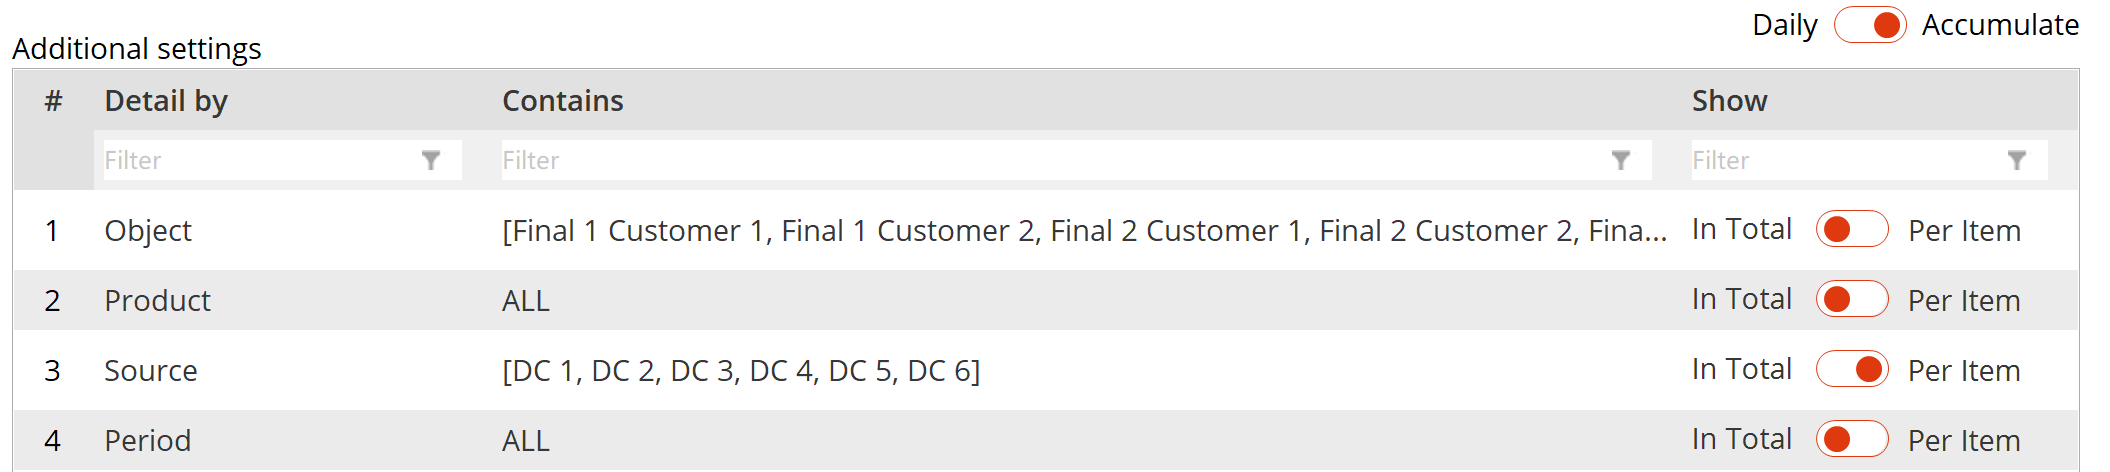 Daily Accumulate
Additional settings
# Detail by Contains Show
Filter Filter Filter
1 Object [Final 1 Customer 1, Final 1 Customer 2, Final 2 Customer 1, Final 2 Customer 2, Fina... In Total Per Item
2 Product ALL In Total Per Item
3 Source [DC 1, DC 2, DC 3, DC 4, DC 5, DC 6] In Total Per Item
4 Period ALL In Total Per Item